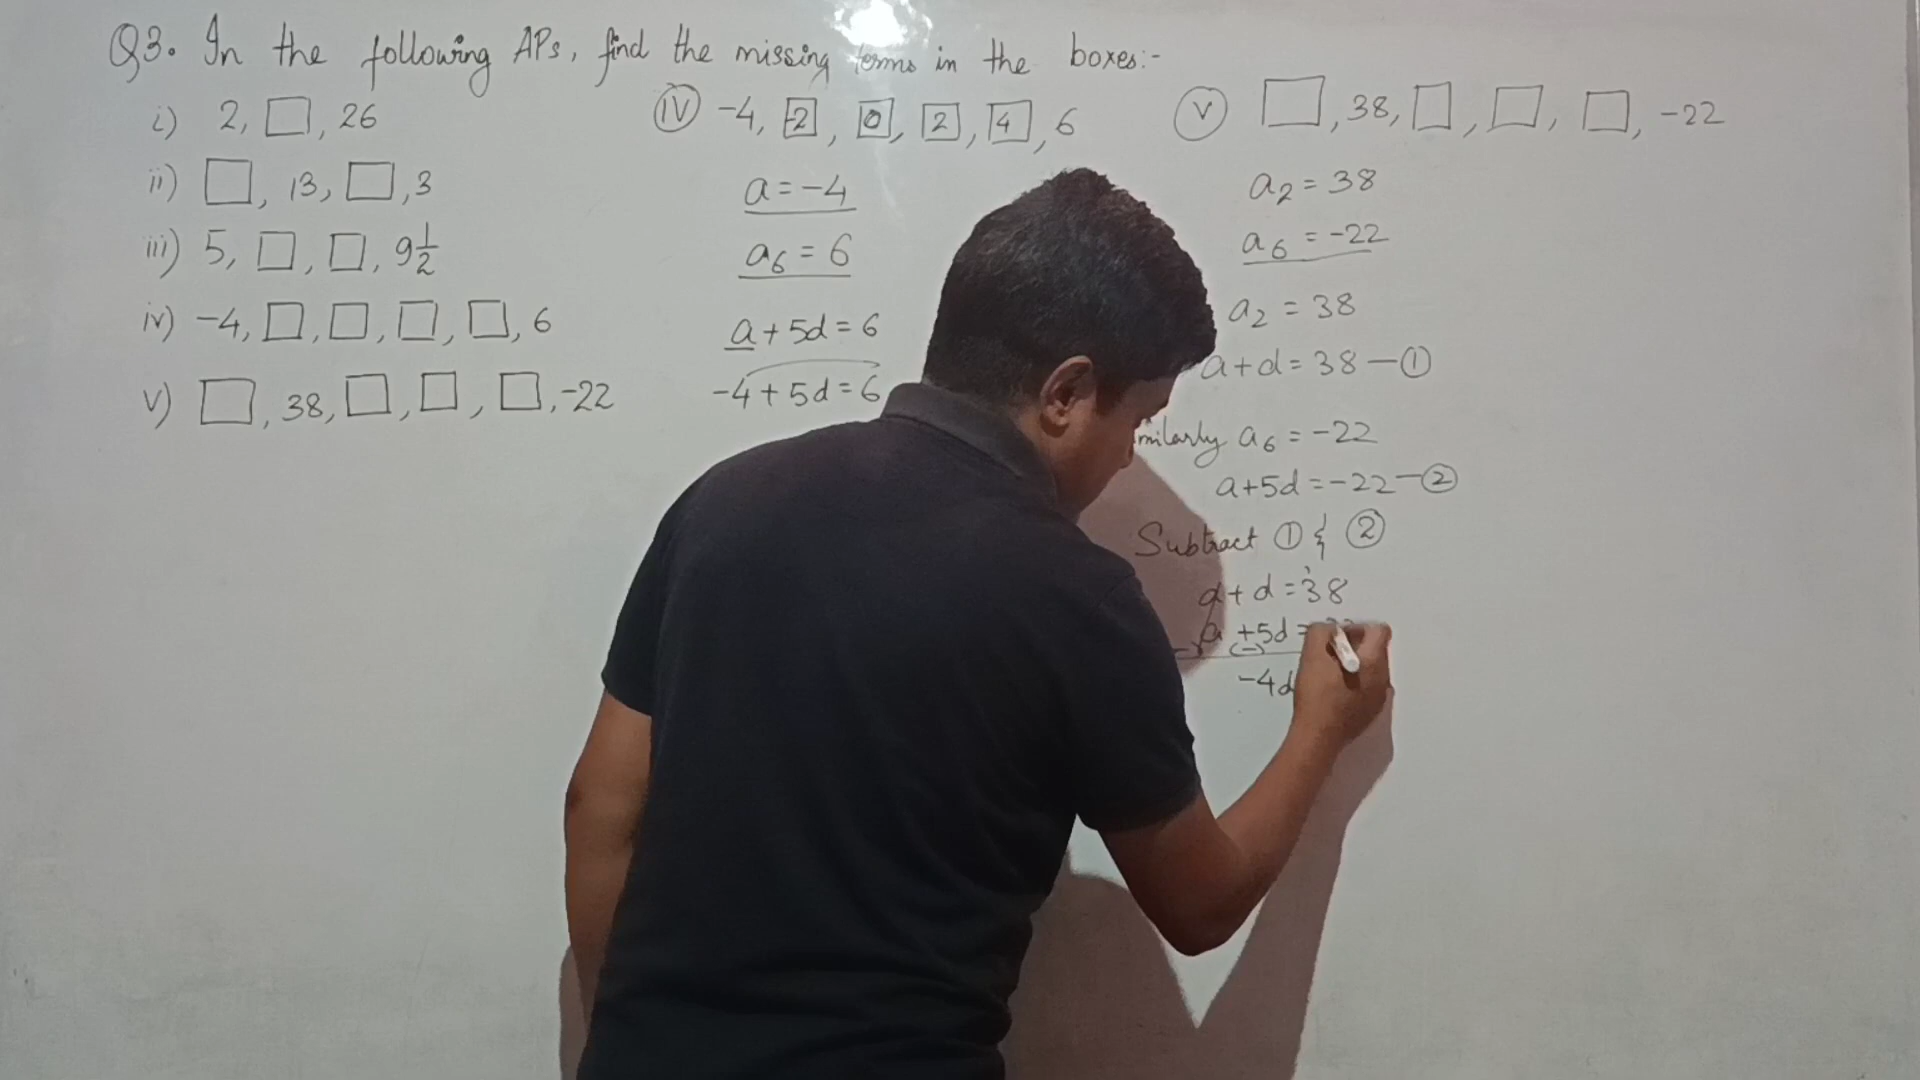 Q3. In the following APs, find the missing terms in the boxes:-
i) 2, □, 26
ii) □, 13, □, 3
iii) 5, □, □, 9 1/2
iv) -4, □, □, □, □, 6
v) □, 38, □, □, □, -22
(iv) -4, -2, 0, 2, 4, 6
a = -4
a6 = 6
a + 5d = 6
-4 + 5d = 6
(v) □, 38, □, □, □, -22
a2 = 38
a6 = -22
a2 = 38
a + d = 38 — ①
a6 = -22
a+5d = -22 — ②
Subtract ① & ②
a + d = 38
a + 5d =
(-) (-)
-4d